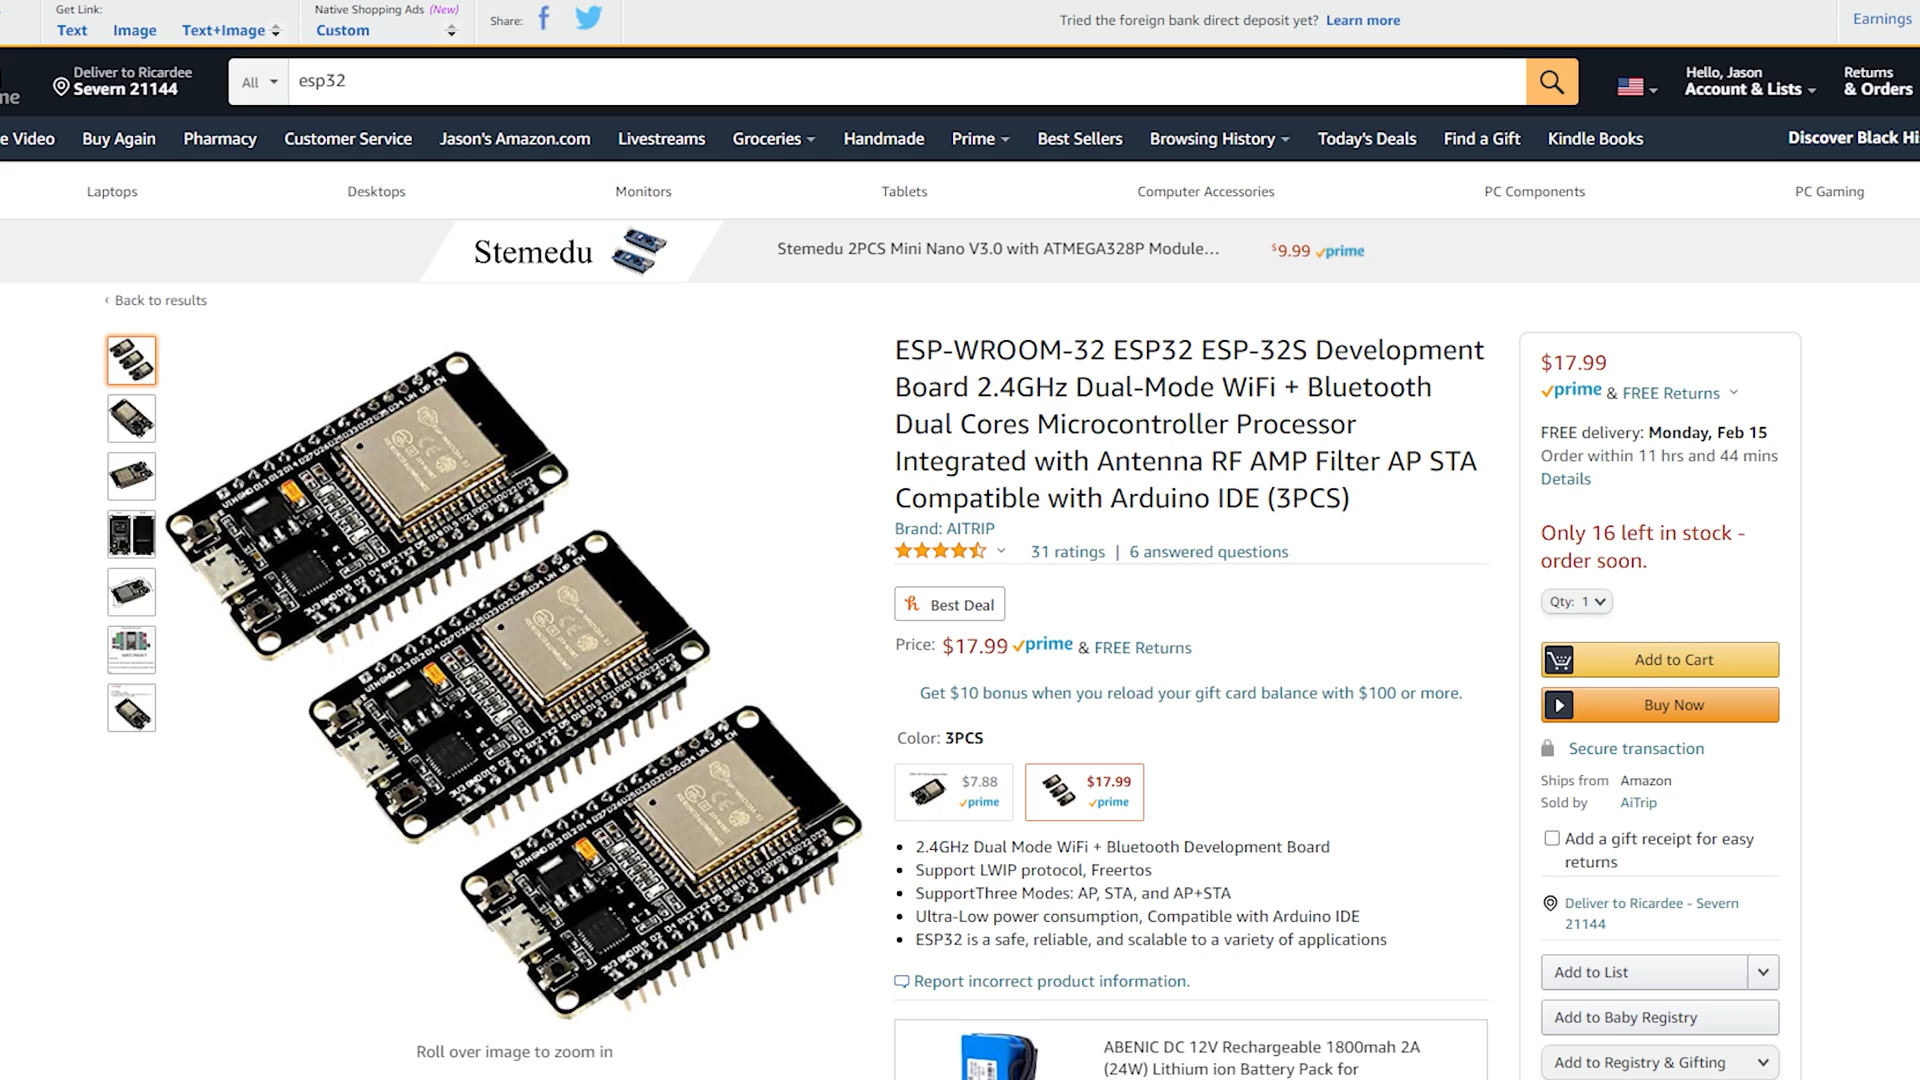 Get Link:
Text Image Text+Image
Native Shopping Ads (New)
Custom
Share:
Tried the foreign bank direct deposit yet? Learn more
Earnings
me
Deliver to Ricardee
Severn 21144
All
esp32
Hello, Jason
Account & Lists
Returns
& Orders
e Video Buy Again Pharmacy Customer Service Jason's Amazon.com Livestreams Groceries Handmade Prime Best Sellers Browsing History Today's Deals Find a Gift Kindle Books Discover Black His
Laptops Desktops Monitors Tablets Computer Accessories PC Components PC Gaming
Stemedu
Stemedu 2PCS Mini Nano V3.0 with ATMEGA328P Module...
$9.99 prime
‹ Back to results
Roll over image to zoom in
ESP-WROOM-32 ESP32 ESP-32S Development
Board 2.4GHz Dual-Mode WiFi + Bluetooth
Dual Cores Microcontroller Processor
Integrated with Antenna RF AMP Filter AP STA
Compatible with Arduino IDE (3PCS)
Brand: AITRIP
31 ratings | 6 answered questions
Best Deal
Price: $17.99 prime & FREE Returns
Get $10 bonus when you reload your gift card balance with $100 or more.
Color: 3PCS
$7.88
prime
$17.99
prime
• 2.4GHz Dual Mode WiFi + Bluetooth Development Board
• Support LWIP protocol, Freertos
• SupportThree Modes: AP, STA, and AP+STA
• Ultra-Low power consumption, Compatible with Arduino IDE
• ESP32 is a safe, reliable, and scalable to a variety of applications
Report incorrect product information.
ABENIC DC 12V Rechargeable 1800mah 2A
(24W) Lithium ion Battery Pack for
$17.99
prime & FREE Returns
FREE delivery: Monday, Feb 15
Order within 11 hrs and 44 mins
Details
Only 16 left in stock -
order soon.
Qty: 1
Add to Cart
Buy Now
Secure transaction
Ships from Amazon
Sold by AiTrip
Add a gift receipt for easy
returns
Deliver to Ricardee - Severn
21144
Add to List
Add to Baby Registry
Add to Registry & Gifting